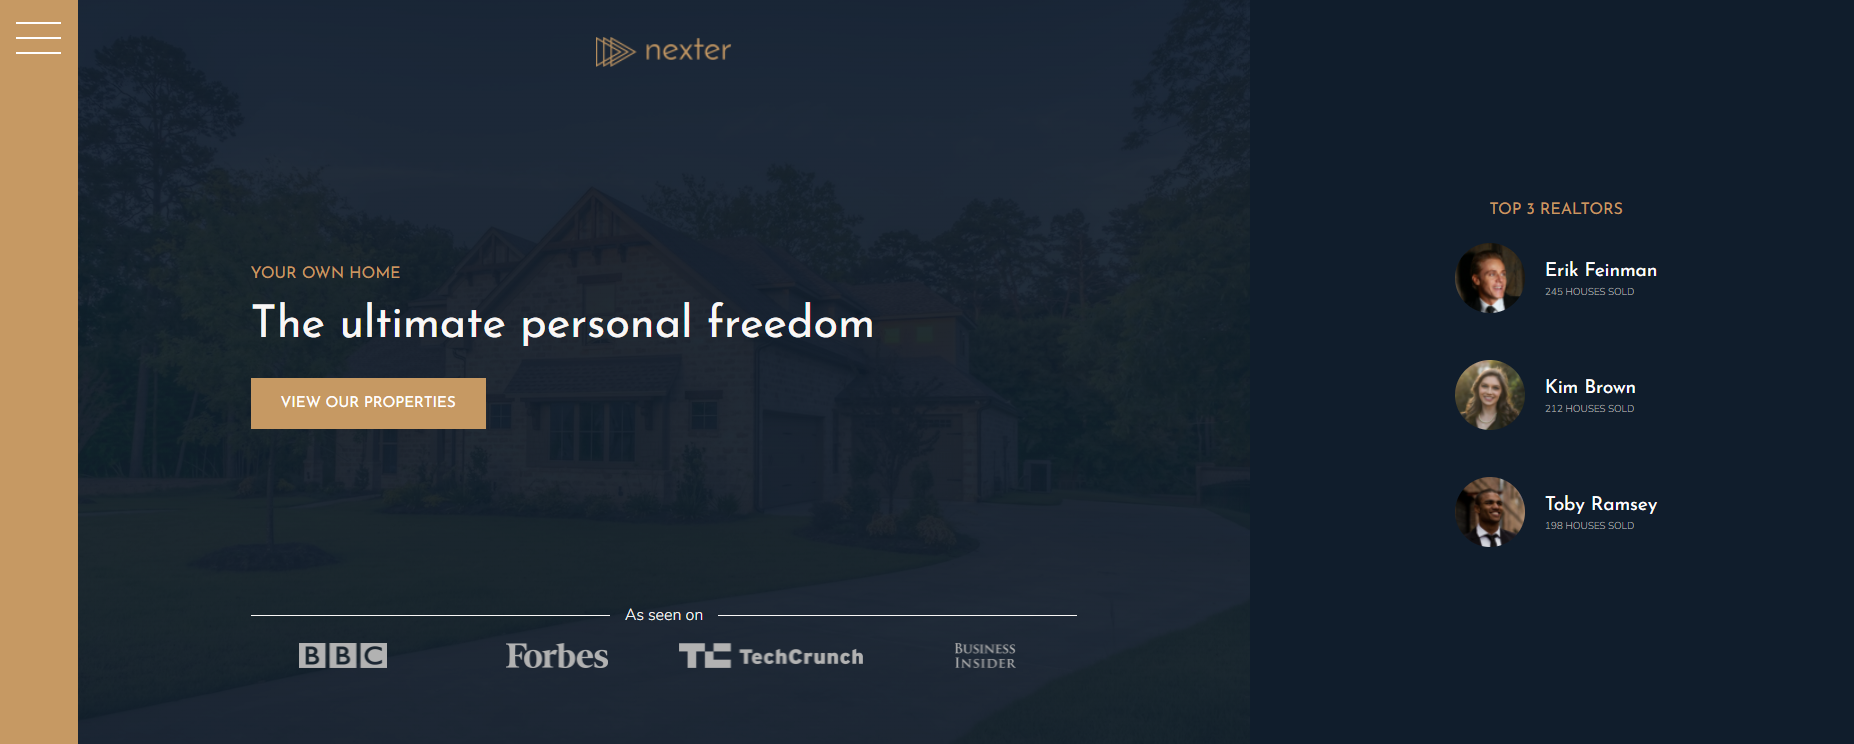 nexter
YOUR OWN HOME
The ultimate personal freedom
VIEW OUR PROPERTIES
As seen on
BBC
Forbes
TC TechCrunch
BUSINESS
INSIDER
TOP 3 REALTORS
Erik Feinman
245 HOUSES SOLD
Kim Brown
212 HOUSES SOLD
Toby Ramsey
198 HOUSES SOLD